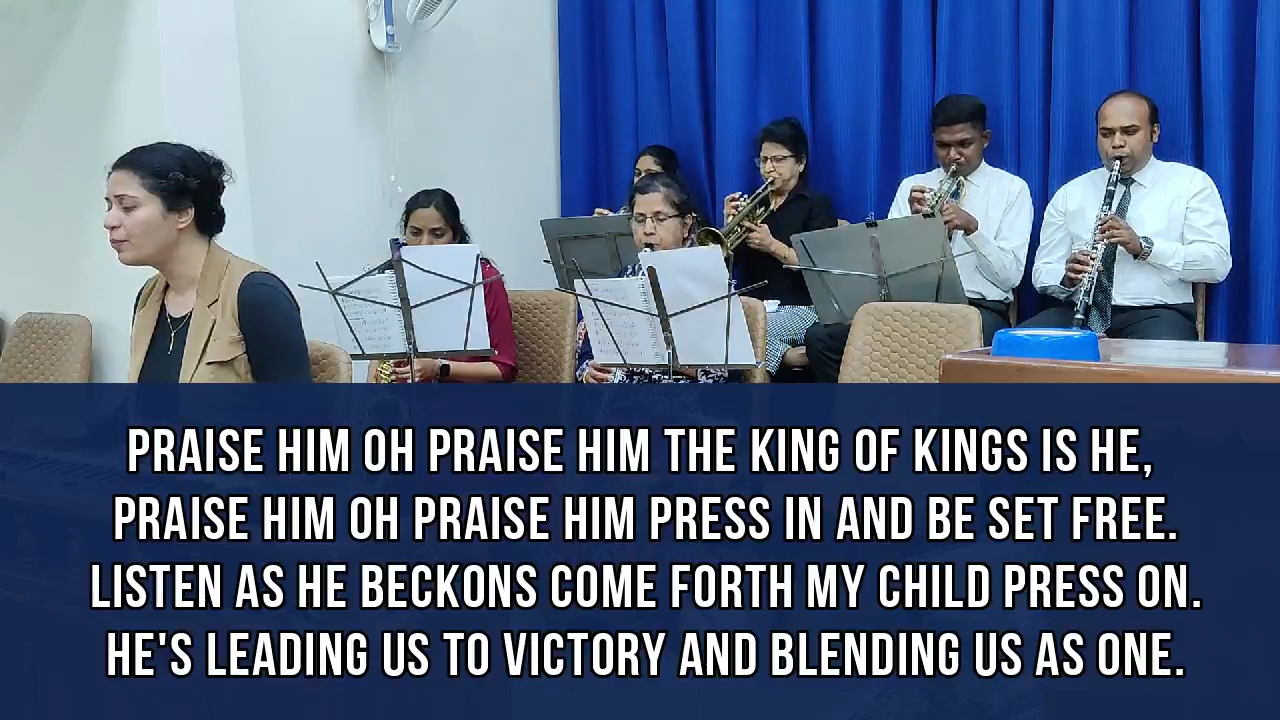 PRAISE HIM OH PRAISE HIM THE KING OF KINGS IS HE,
PRAISE HIM OH PRAISE HIM PRESS IN AND BE SET FREE.
LISTEN AS HE BECKONS COME FORTH MY CHILD PRESS ON.
HE'S LEADING US TO VICTORY AND BLENDING US AS ONE.